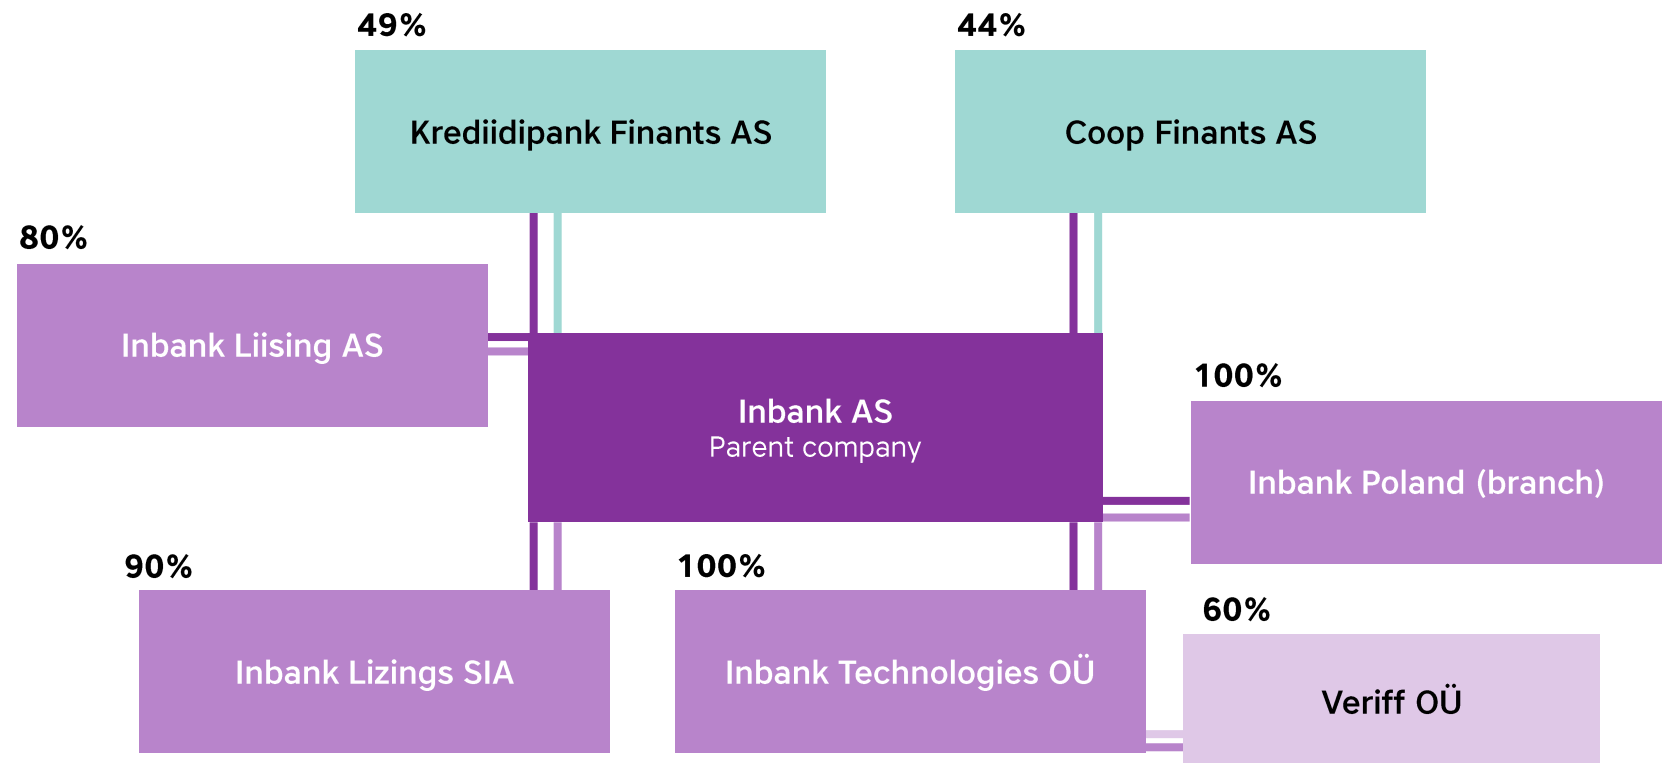 49%
Krediidipank Finants AS
44%
Coop Finants AS
80%
Inbank Liising AS
Inbank AS
Parent company
100%
Inbank Poland (branch)
90%
Inbank Lizings SIA
100%
Inbank Technologies OÜ
60%
Veriff OÜ